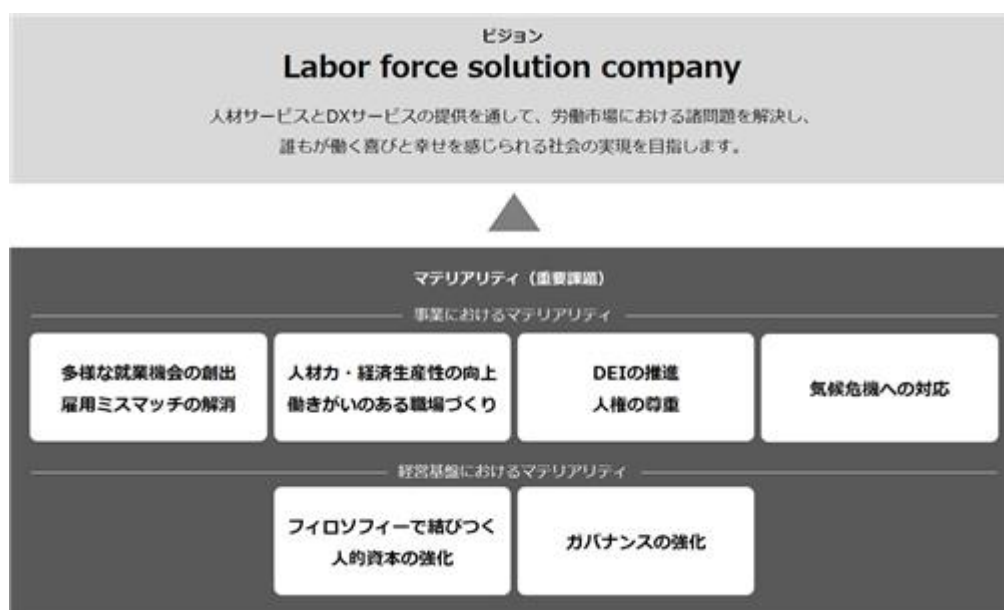 ビジョン
Labor force solution company
人材サービスとDXサービスの提供を通して、労働市場における諸問題を解決し、
誰もが働く喜びと幸せを感じられる社会の実現を目指します。
マテリアリティ（重要課題）
事業におけるマテリアリティ
多様な就業機会の創出
雇用ミスマッチの解消
人材力・経済生産性の向上
働きがいのある職場づくり
DEIの推進
人権の尊重
気候危機への対応
経営基盤におけるマテリアリティ
フィロソフィーで結びつく
人的資本の強化
ガバナンスの強化